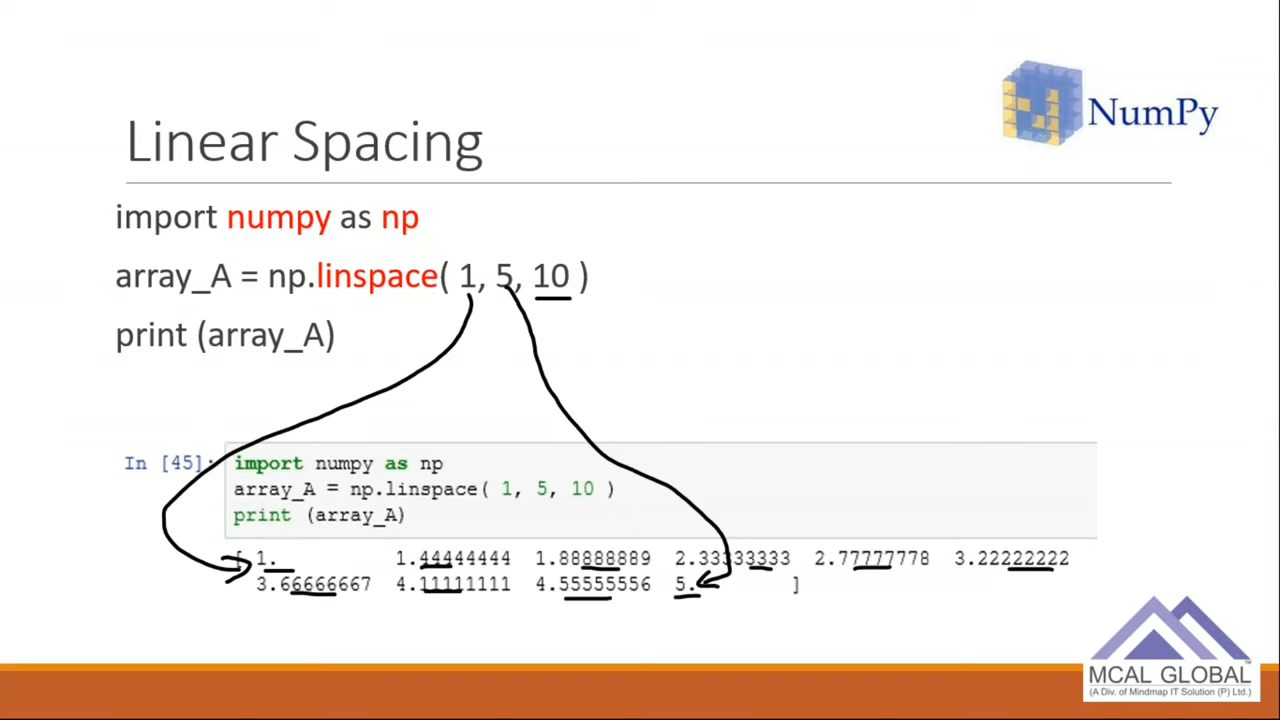 NumPy
Linear Spacing
import numpy as np
array_A = np.linspace( 1, 5, 10 )
print (array_A)
In [45]: import numpy as np
array_A = np.linspace( 1, 5, 10 )
print (array_A)
[ 1. 1.44444444 1.88888889 2.33333333 2.77777778 3.22222222
3.66666667 4.11111111 4.55555556 5. ]
MCAL GLOBAL™
(A Div. of Mindmap IT Solution (P) Ltd.)